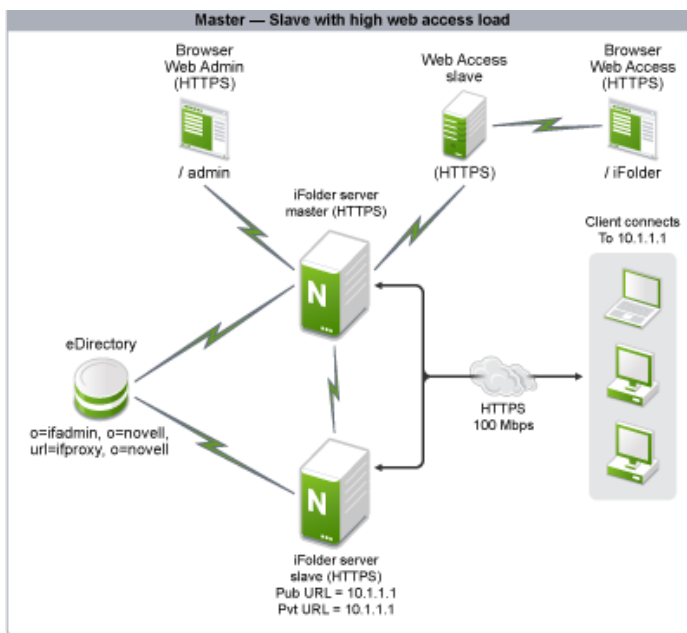 Master — Slave with high web access load
Browser
Web Admin
(HTTPS)
/ admin
Web Access
slave
(HTTPS)
Browser
Web Access
(HTTPS)
/ iFolder
iFolder server
master (HTTPS)
N
Client connects
To 10.1.1.1
eDirectory
o=ifadmin, o=novell,
url=ifproxy, o=novell
HTTPS
100 Mbps
N
iFolder server
slave (HTTPS)
Pub URL = 10.1.1.1
Pvt URL = 10.1.1.1